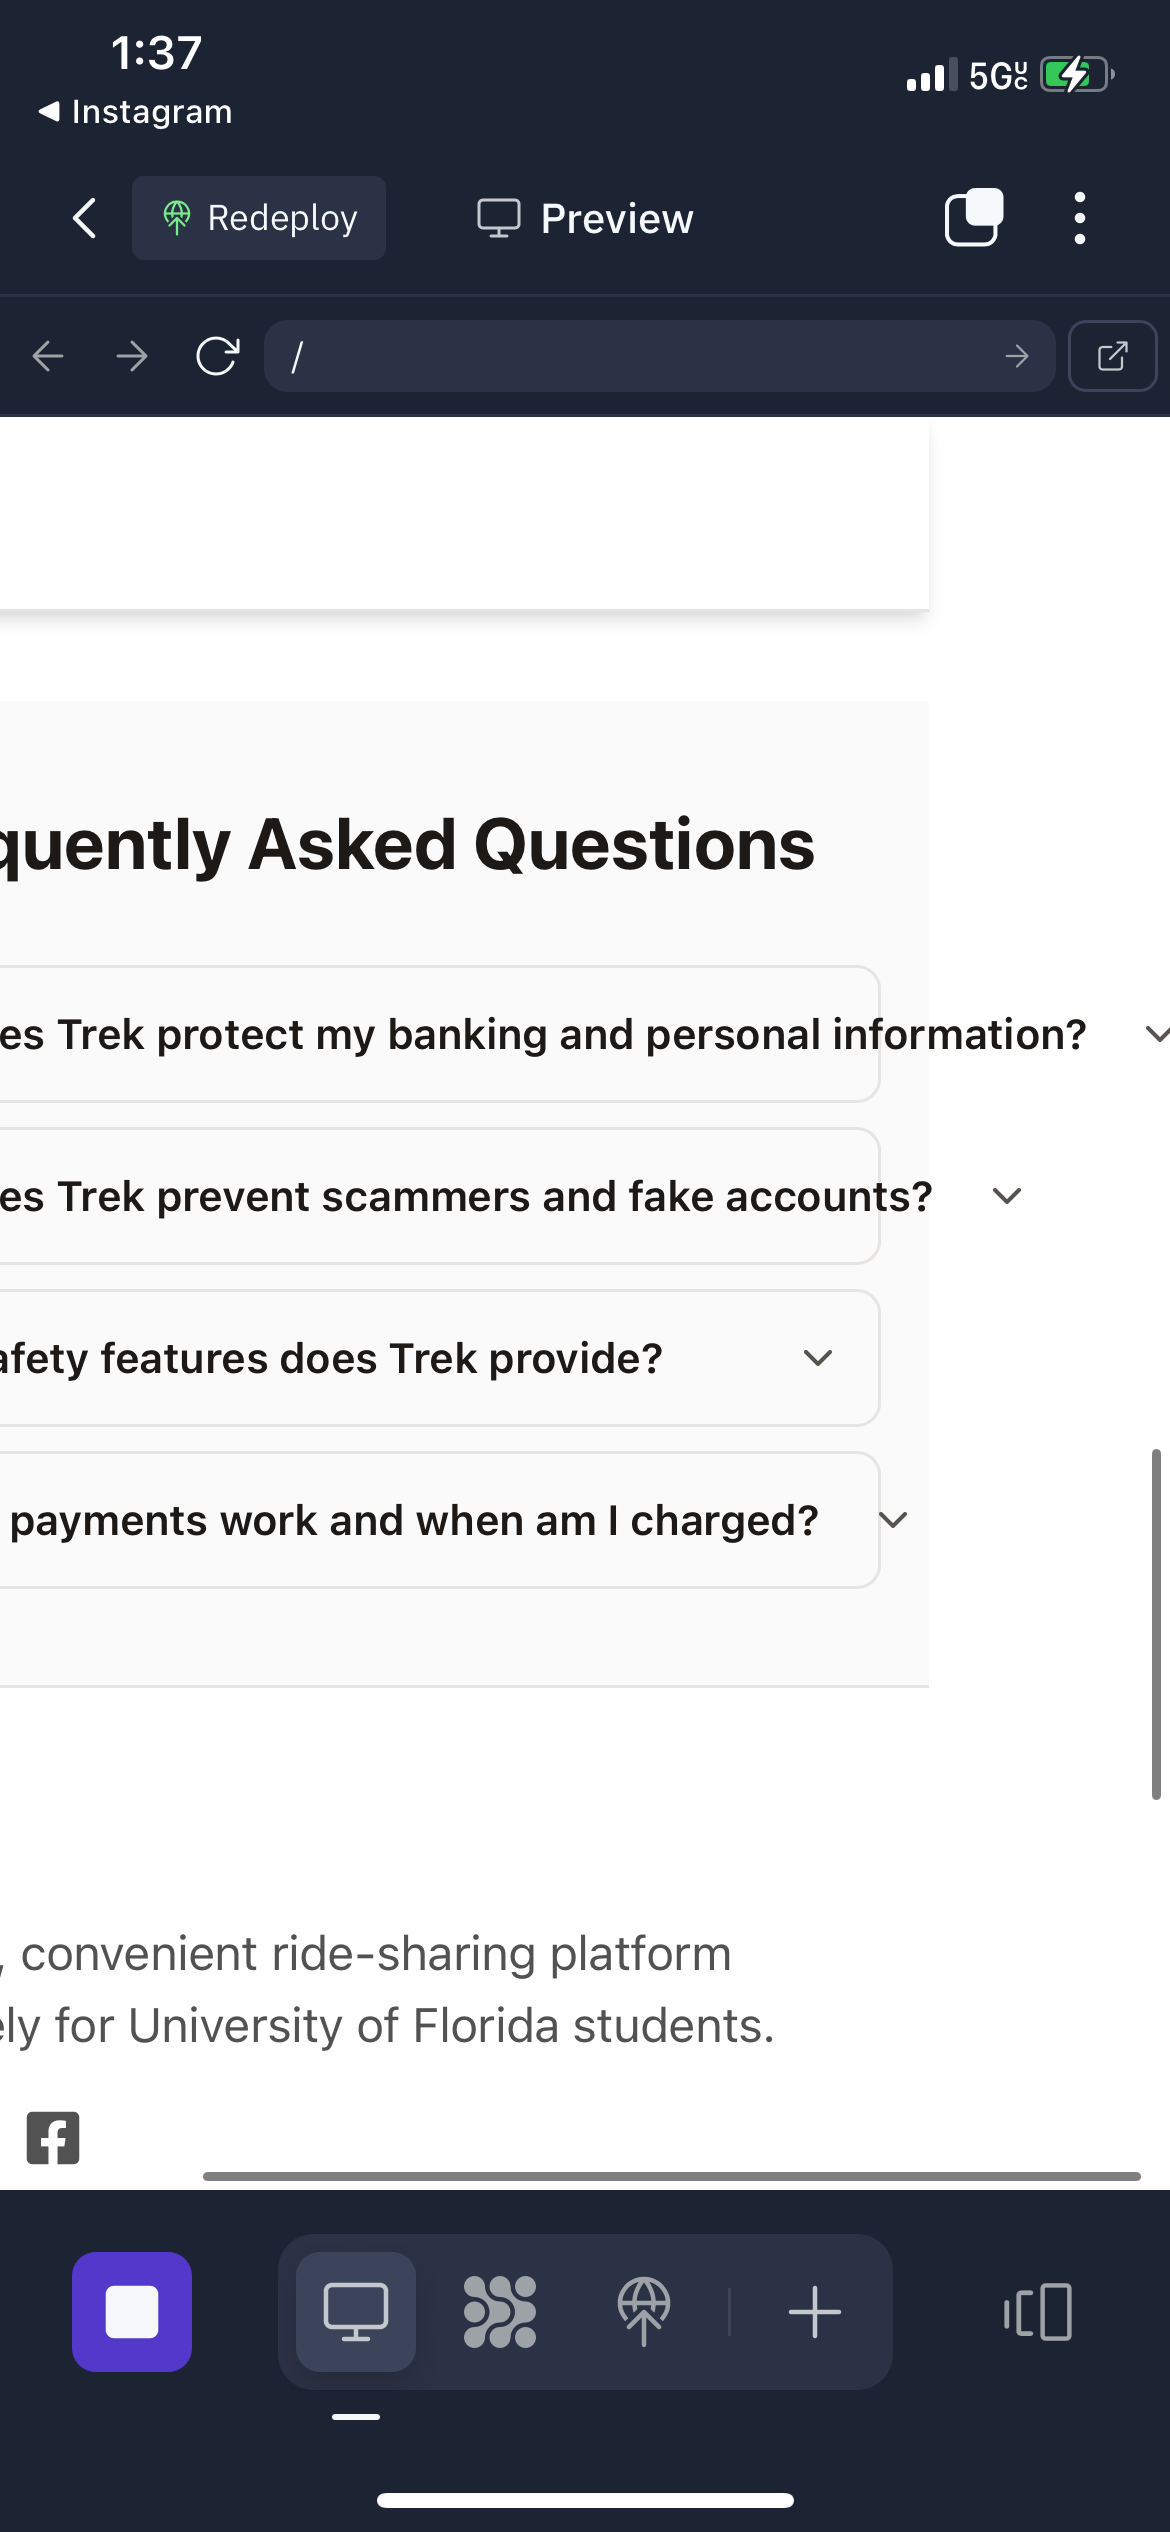 1:37
5GUC
◀ Instagram
Redeploy
Preview
/
quently Asked Questions
es Trek protect my banking and personal information?
es Trek prevent scammers and fake accounts?
afety features does Trek provide?
payments work and when am I charged?
, convenient ride-sharing platform
ely for University of Florida students.